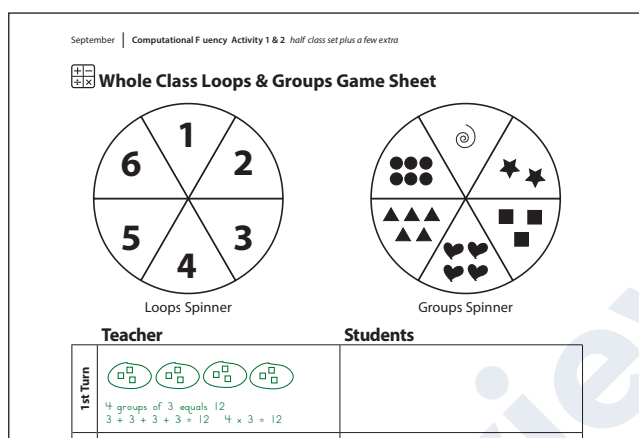 September | Computational F uency Activity 1 & 2 half class set plus a few extra
Whole Class Loops & Groups Game Sheet
1
6 2
5 3
4
Loops Spinner Groups Spinner
Teacher Students
1st Turn
4 groups of 3 equals 12
3 + 3 + 3 + 3 = 12 4 x 3 = 12